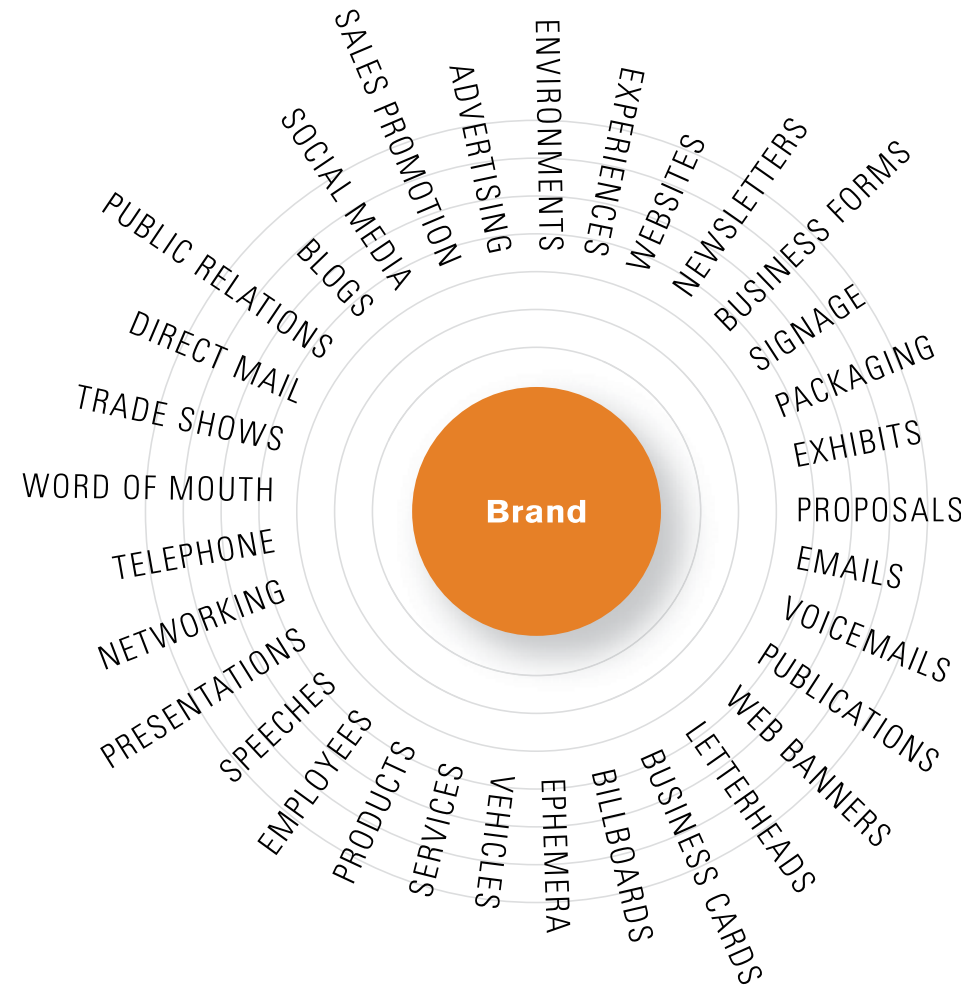 Brand
ENVIRONMENTS
EXPERIENCES
WEBSITES
NEWSLETTERS
BUSINESS FORMS
SIGNAGE
PACKAGING
EXHIBITS
PROPOSALS
EMAILS
VOICEMAILS
PUBLICATIONS
WEB BANNERS
LETTERHEADS
BUSINESS CARDS
BILLBOARDS
EPHEMERA
VEHICLES
SERVICES
PRODUCTS
EMPLOYEES
SPEECHES
PRESENTATIONS
NETWORKING
TELEPHONE
WORD OF MOUTH
TRADE SHOWS
DIRECT MAIL
PUBLIC RELATIONS
BLOGS
SOCIAL MEDIA
SALES PROMOTION
ADVERTISING